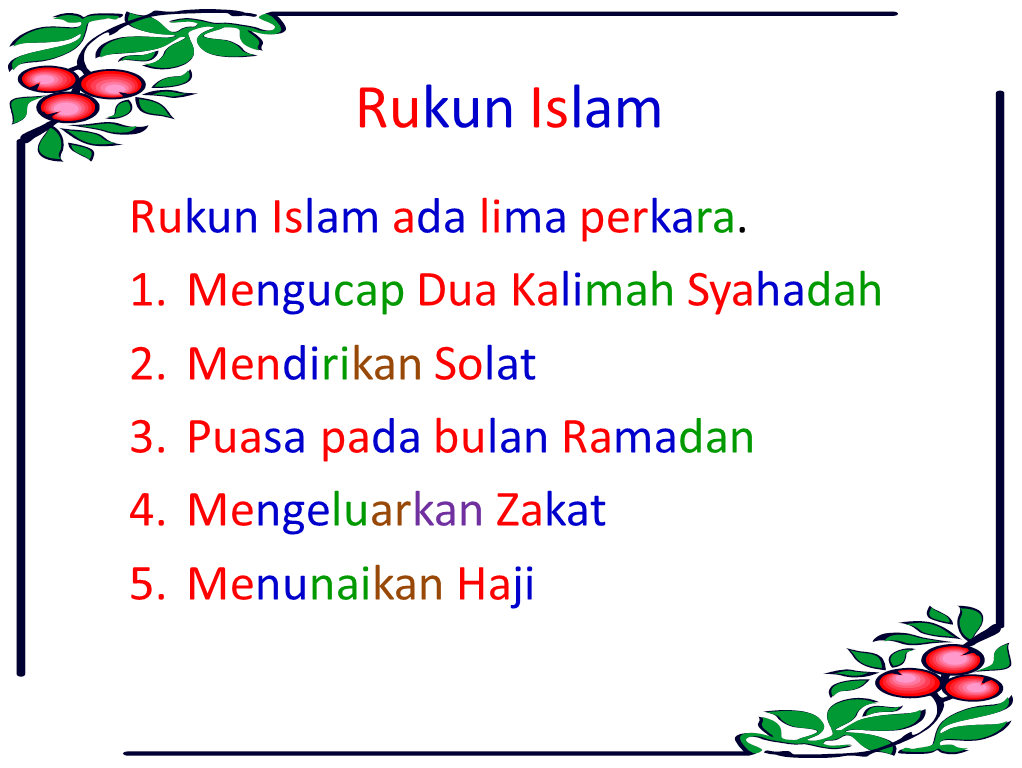 Rukun Islam
Rukun Islam ada lima perkara.
1. Mengucap Dua Kalimah Syahadah
2. Mendirikan Solat
3. Puasa pada bulan Ramadan
4. Mengeluarkan Zakat
5. Menunaikan Haji